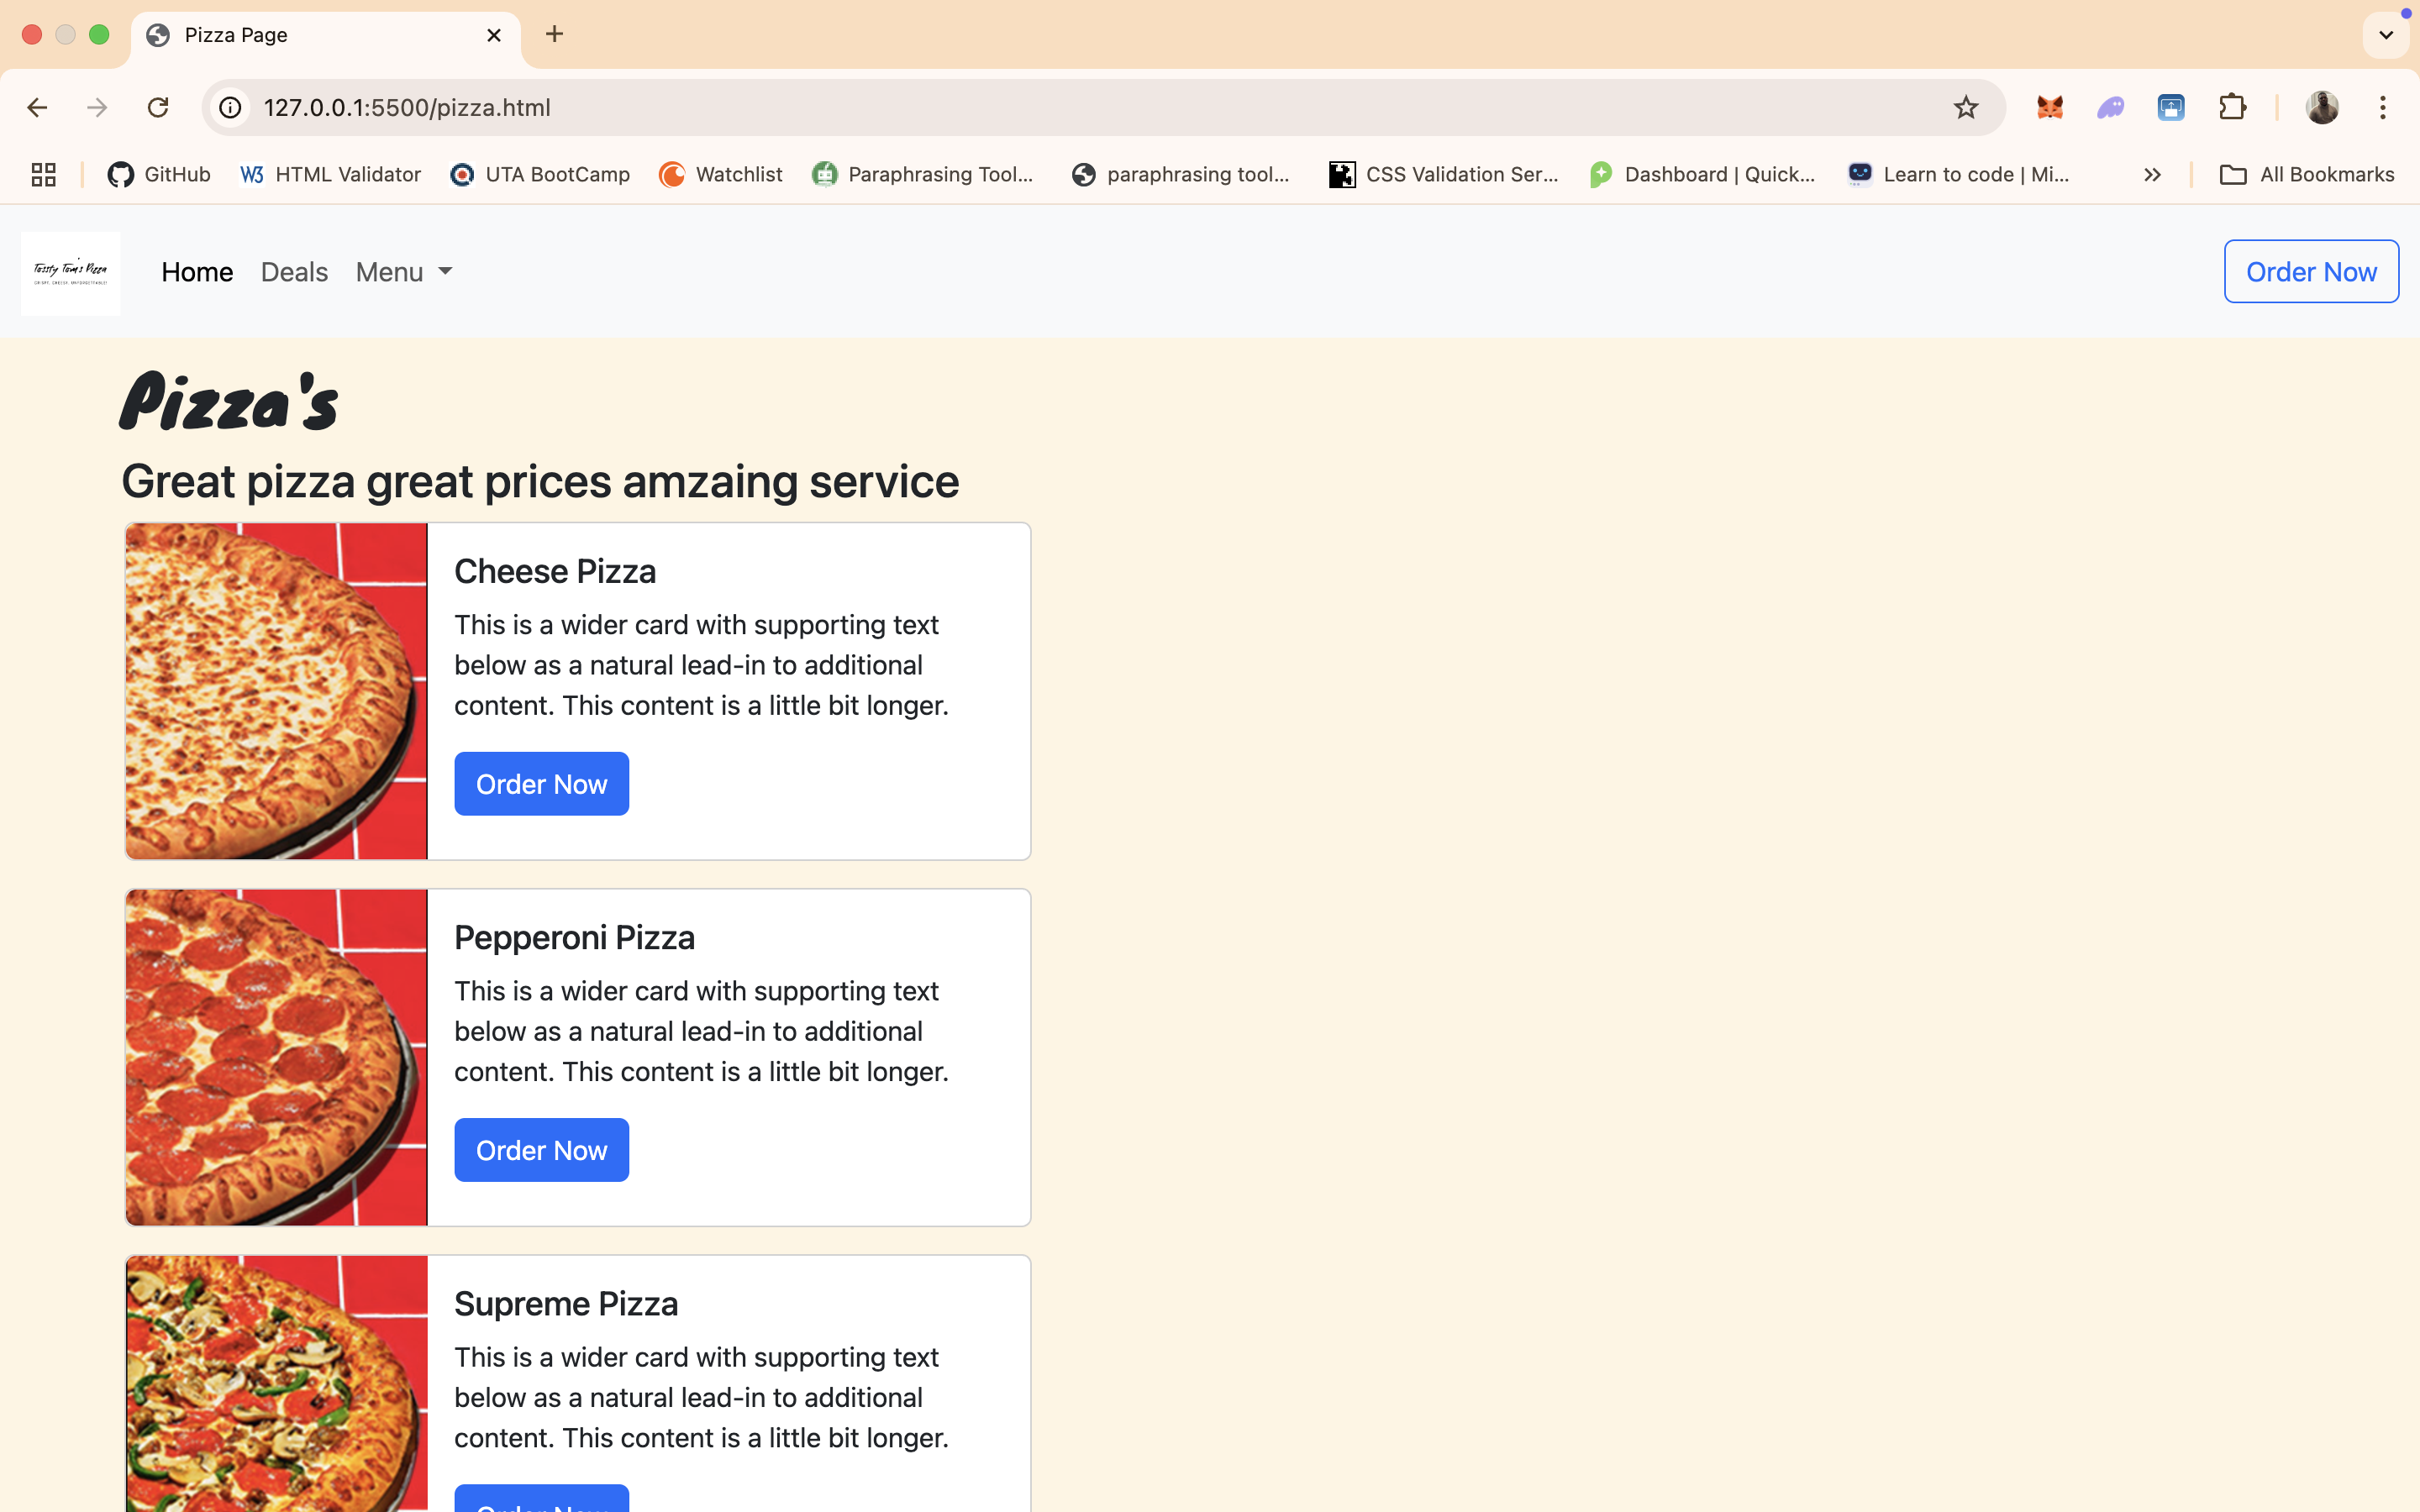 Pizza Page
127.0.0.1:5500/pizza.html
GitHub
HTML Validator
UTA BootCamp
Watchlist
Paraphrasing Tool...
paraphrasing tool...
CSS Validation Ser...
Dashboard | Quick...
Learn to code | Mi...
All Bookmarks
Home
Deals
Menu
Order Now
Pizza's
Great pizza great prices amzaing service
Cheese Pizza
This is a wider card with supporting text
below as a natural lead-in to additional
content. This content is a little bit longer.
Order Now
Pepperoni Pizza
This is a wider card with supporting text
below as a natural lead-in to additional
content. This content is a little bit longer.
Order Now
Supreme Pizza
This is a wider card with supporting text
below as a natural lead-in to additional
content. This content is a little bit longer.
Order Now